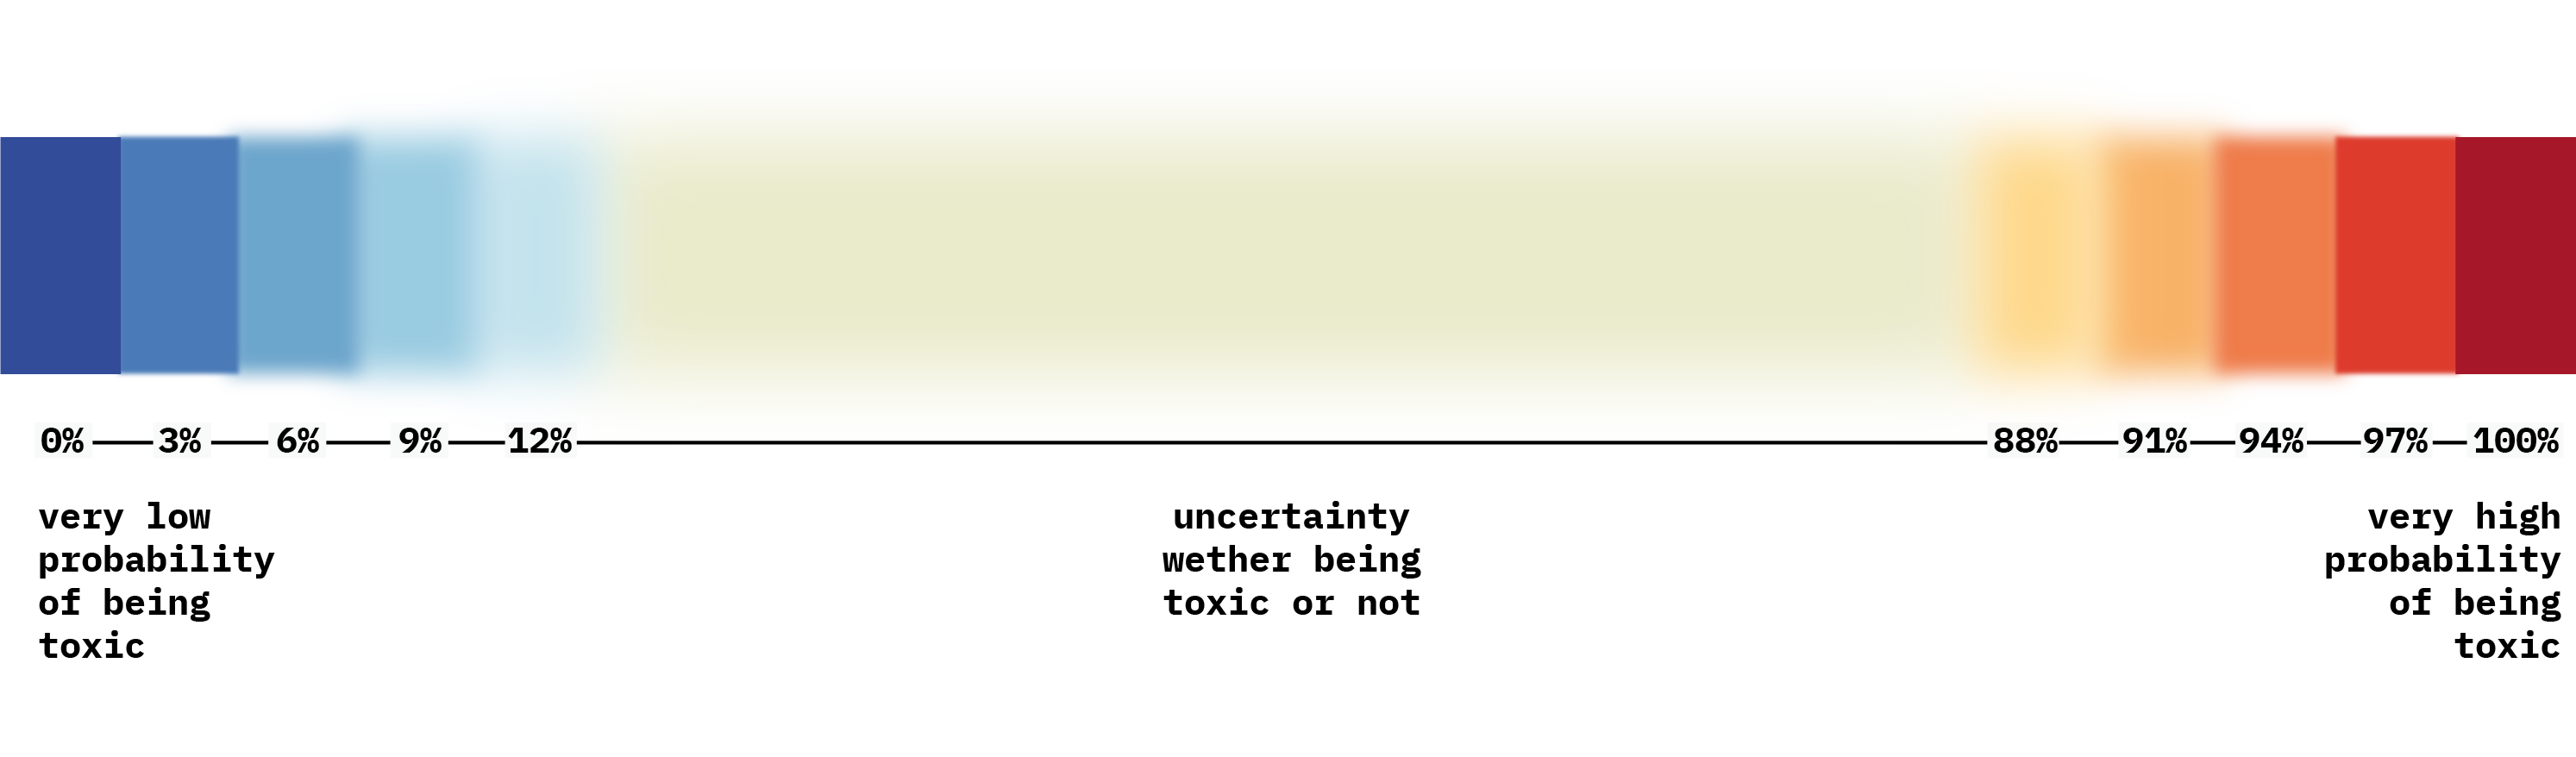 0% 3% 6% 9% 12% 88% 91% 94% 97% 100%
very low
probability
of being
toxic
uncertainty
wether being
toxic or not
very high
probability
of being
toxic